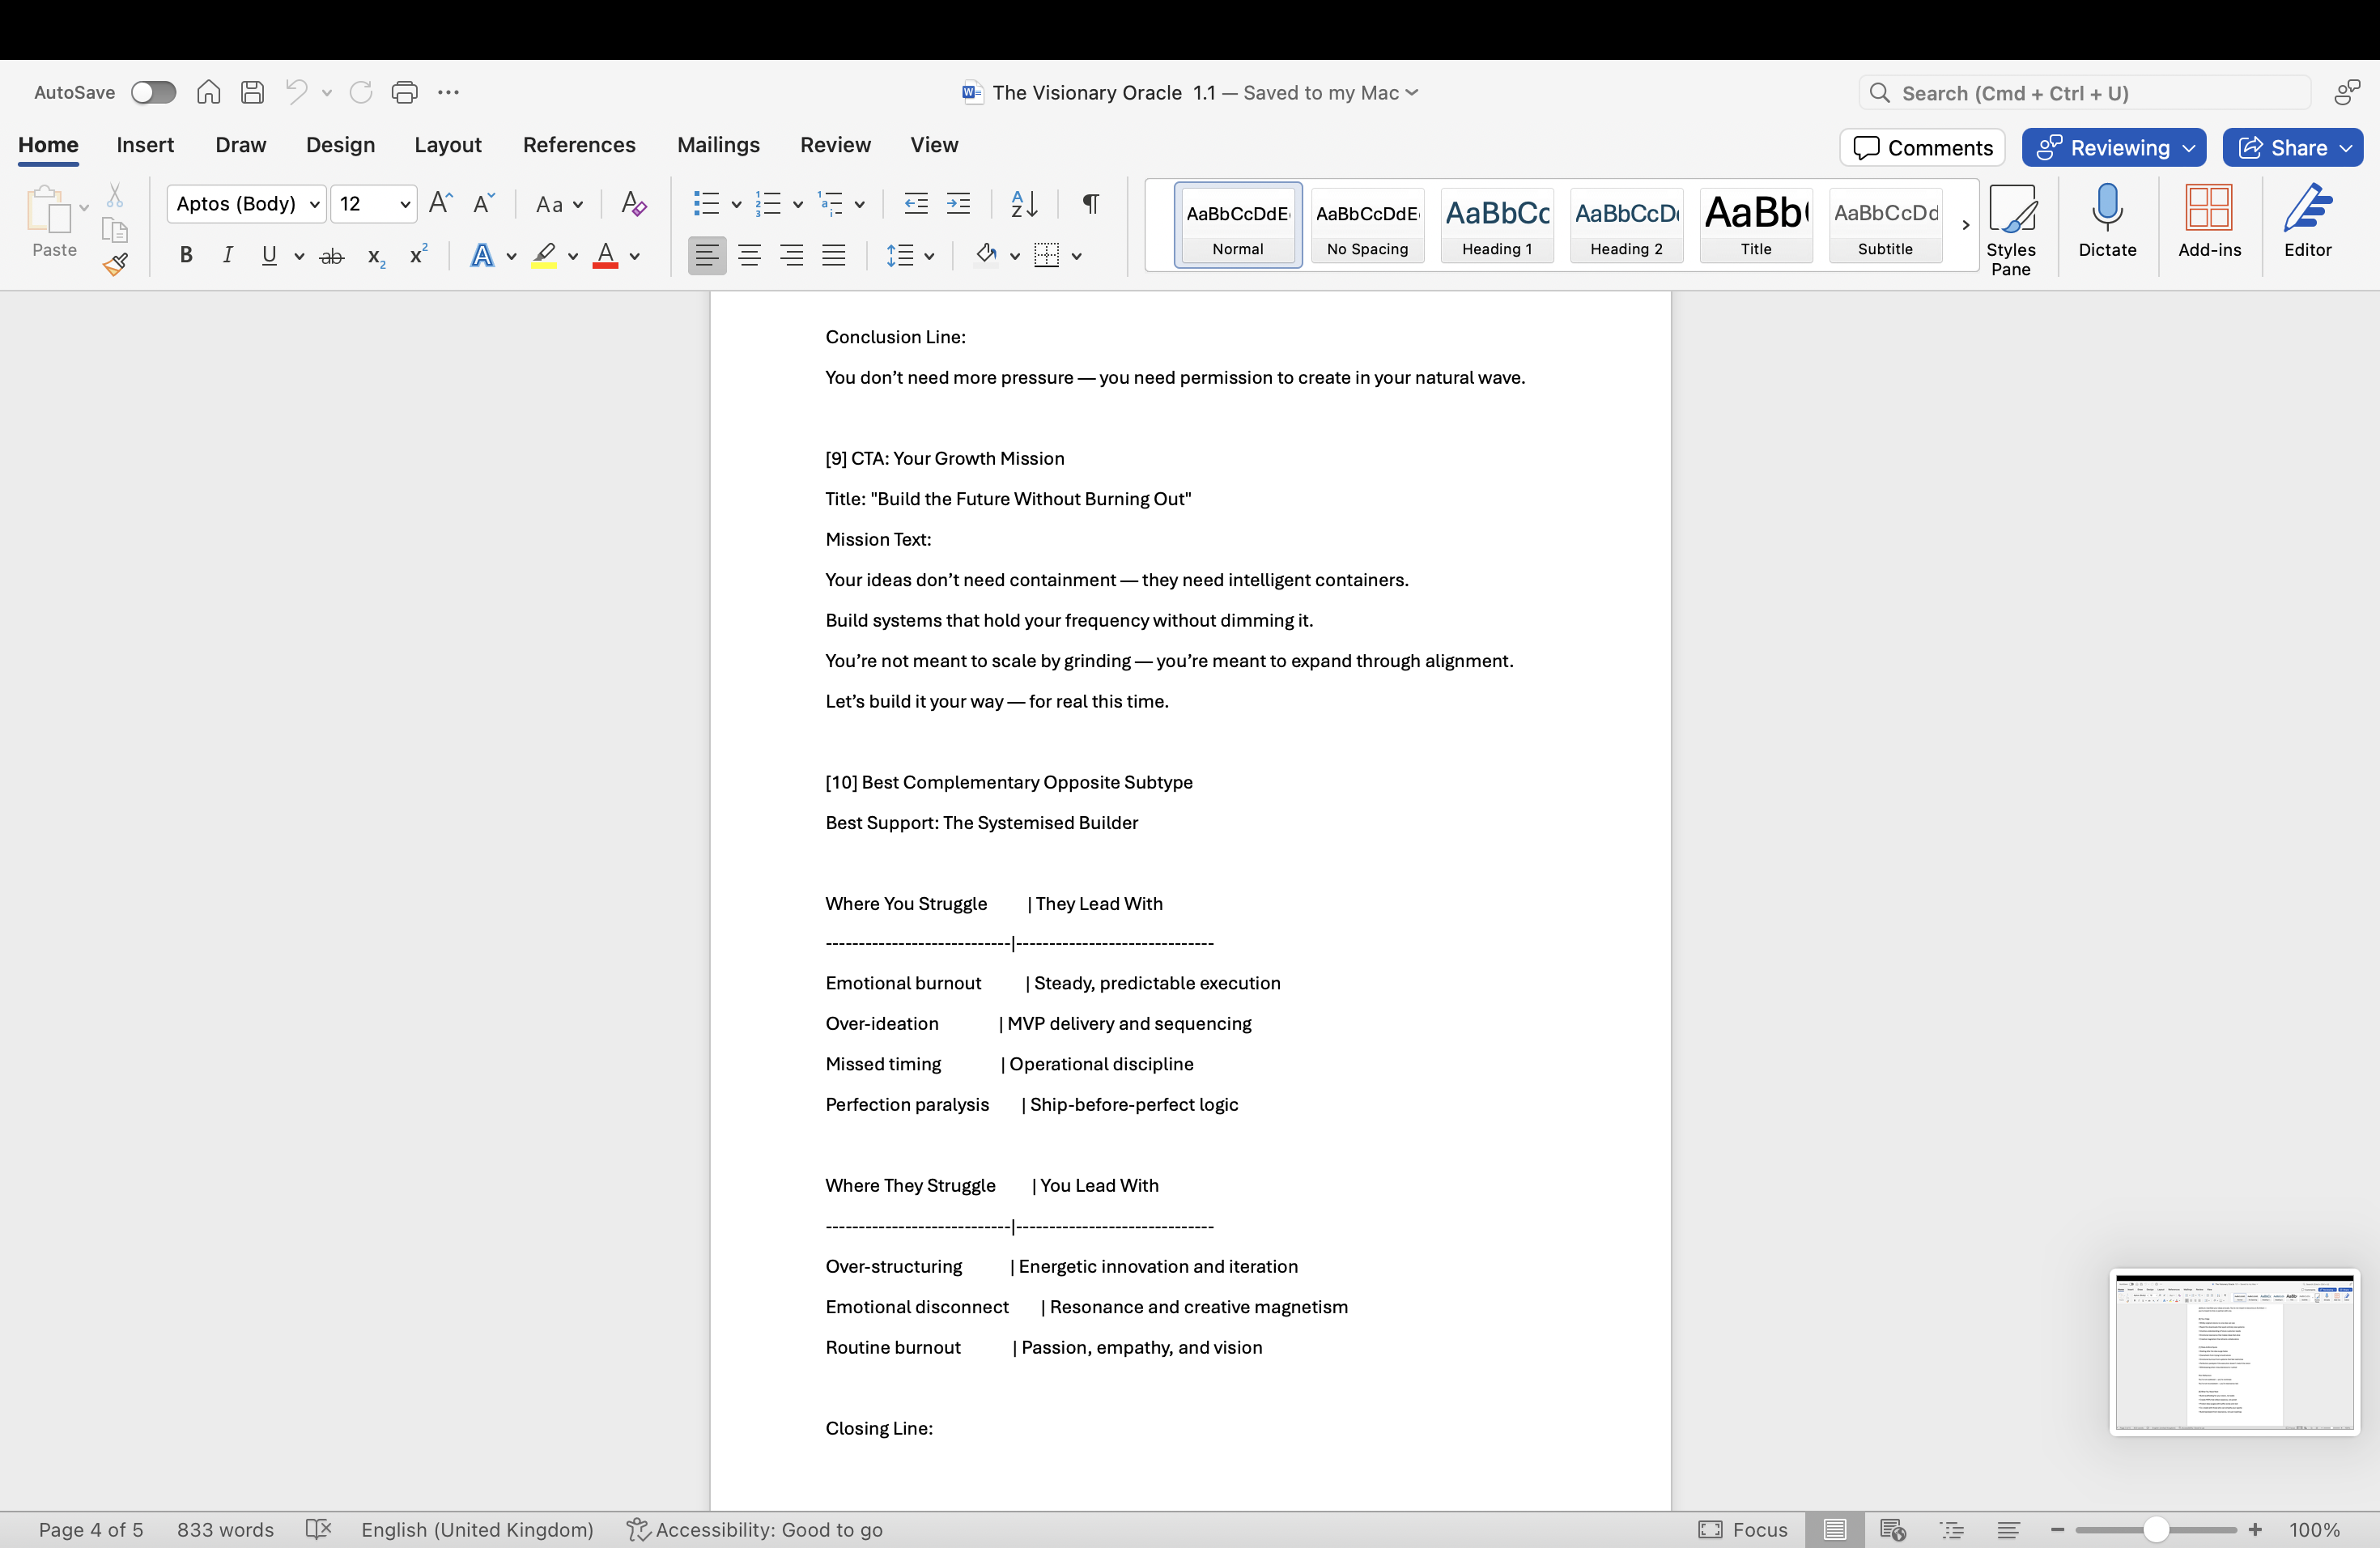 AutoSave
The Visionary Oracle 1.1 — Saved to my Mac
Search (Cmd + Ctrl + U)
Home Insert Draw Design Layout References Mailings Review View
Comments Reviewing Share
Paste
Aptos (Body) 12
AaBbCcDdE AaBbCcDdE AaBbCc AaBbCcD AaBb AaBbCcDd
Normal No Spacing Heading 1 Heading 2 Title Subtitle
Styles Pane
Dictate
Add-ins
Editor
Conclusion Line:
You don’t need more pressure — you need permission to create in your natural wave.
[9] CTA: Your Growth Mission
Title: "Build the Future Without Burning Out"
Mission Text:
Your ideas don’t need containment — they need intelligent containers.
Build systems that hold your frequency without dimming it.
You’re not meant to scale by grinding — you’re meant to expand through alignment.
Let’s build it your way — for real this time.
[10] Best Complementary Opposite Subtype
Best Support: The Systemised Builder
Where You Struggle | They Lead With
----------------------------|------------------------------
Emotional burnout | Steady, predictable execution
Over-ideation | MVP delivery and sequencing
Missed timing | Operational discipline
Perfection paralysis | Ship-before-perfect logic
Where They Struggle | You Lead With
----------------------------|------------------------------
Over-structuring | Energetic innovation and iteration
Emotional disconnect | Resonance and creative magnetism
Routine burnout | Passion, empathy, and vision
Closing Line:
Page 4 of 5 833 words English (United Kingdom) Accessibility: Good to go Focus 100%